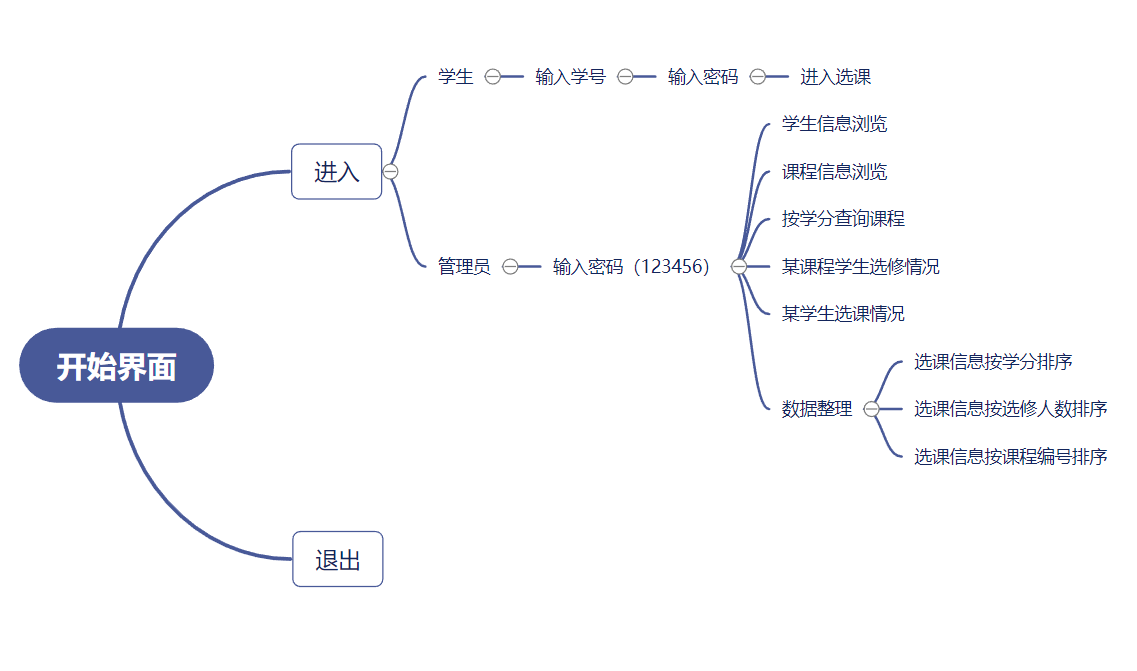 开始界面
进入
学生
输入学号
输入密码
进入选课
管理员
输入密码（123456）
学生信息浏览
课程信息浏览
按学分查询课程
某课程学生选修情况
某学生选课情况
数据整理
选课信息按学分排序
选课信息按选修人数排序
选课信息按课程编号排序
退出